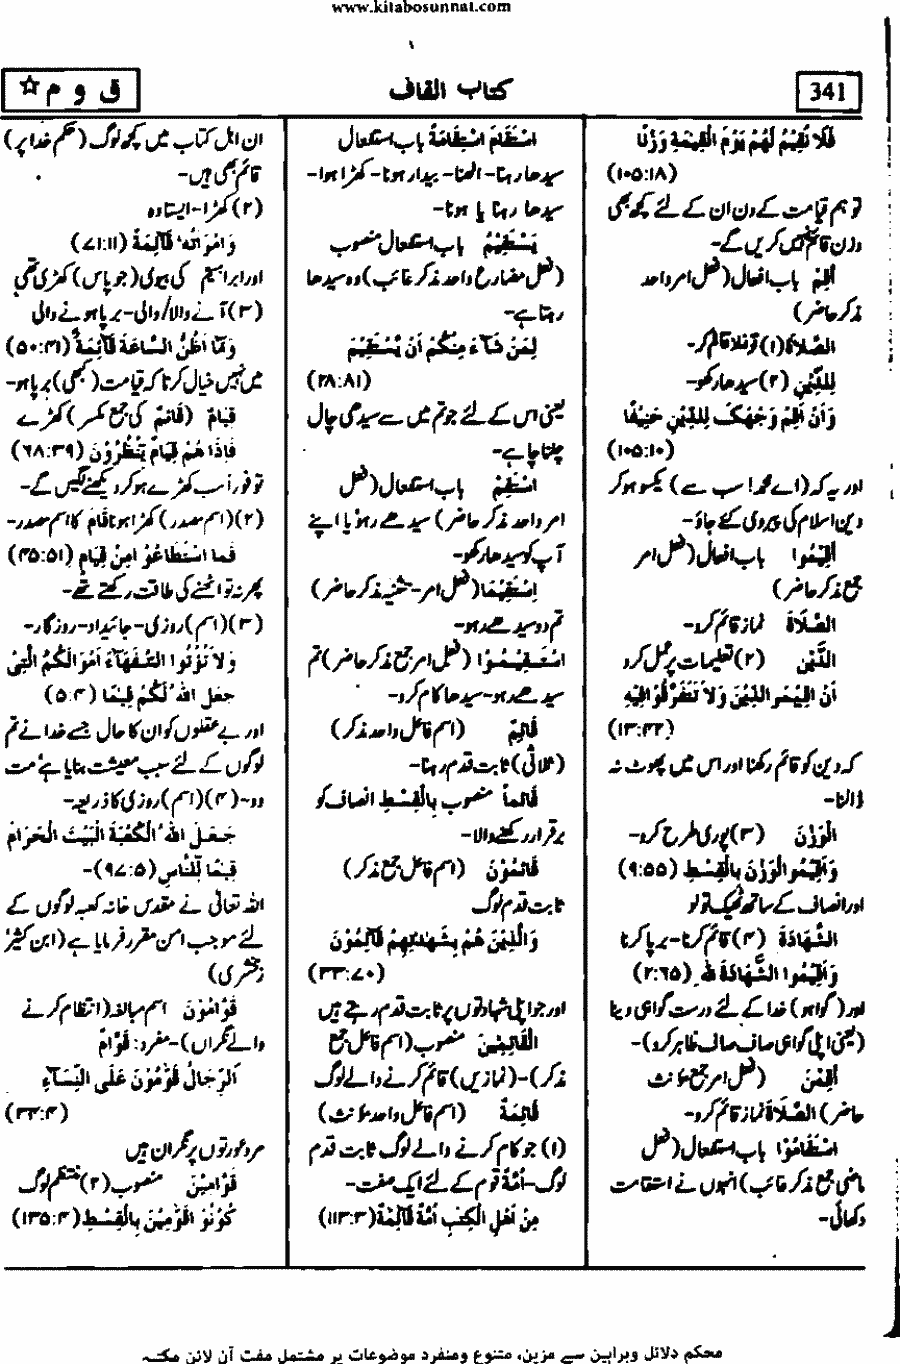 www.kitabosunnat.com
341
کتاب القاف
ق و م ☆
فَلَا نُقِيْمُ لَهُمْ يَوْمَ الْقِيٰمَةِ وَزْنًا
(۱۰۵:۱۸)
تو ہم قیامت کے دن ان کے لئے کچھ بھی
وزن قائم نہیں کریں گے۔
اَقِمْ باب افعال (فعل امر واحد
مذکر حاضر)
الصَّلَاةَ (۱) تو نماز قائم کر۔
لِلدِّيْنِ (۲) سیدھا رکھو۔
وَاَنْ اَقِمْ وَجْهَكَ لِلدِّيْنِ حَنِيْفًا
(۱۰۵:۱۰)
اور یہ کہ (اے محمدؐ! سب سے) یکسو ہو کر
دین اسلام کی پیروی کئے جاؤ۔
اَقِيْمُوا باب افعال (فعل امر
جمع مذکر حاضر)
الصَّلَاةَ نماز قائم کرو۔
الدِّيْنَ (۲) تعلیمات پر عمل کرو
اَنْ اَقِيْمُوا الدِّيْنَ وَلَا تَتَفَرَّقُوْا فِيْهِ
(۱۳:۴۲)
کہ دین کو قائم رکھنا اور اس میں پھوٹ نہ
ڈالنا۔
الْوَزْنَ (۳) پوری طرح کرو۔
وَاَقِيْمُوا الْوَزْنَ بِالْقِسْطِ (۹:۵۵)
اور انصاف کے ساتھ ٹھیک تولو
الشَّهَادَةَ (۴) قائم کرنا۔ برپا کرنا
وَاَقِيْمُوا الشَّهَادَةَ لِلّٰهِ (۲:۶۵)
اور (گواہو) خدا کے لئے درست گواہی دینا
(یعنی اپنی گواہی صاف صاف ظاہر کرو)۔
اَقِمْنَ (فعل امر جمع مؤنث
حاضر) الصَّلَاةَ نماز قائم کرو۔
اسْتَقَامُوْا باب استفعال (فعل
ماضی جمع مذکر غائب) انہوں نے استقامت
دکھائی۔
اسْتَقَامَ اسْتِقَامَةً باب استفعال
سیدھا رہنا۔ اٹھنا۔ بیدار ہونا۔ کھڑا ہوا۔
سیدھا رہنا یا ہونا۔
يَسْتَقِيْمُ باب استفعال منصوب
(فعل مضارع واحد مذکر غائب) وہ سیدھا
رہتا ہے۔
لِمَنْ شَآءَ مِنْكُمْ اَنْ يَّسْتَقِيْمَ
(۲۸:۸۱)
یعنی اس کے لئے جو تم میں سے سیدھی چال
چلنا چاہے۔
اسْتَقِمْ باب استفعال (فعل
امر واحد مذکر حاضر) سیدھے رہو یا اپنے
آپ کو سیدھا رکھو۔
اِسْتَقِيْمَا (فعل امر۔ تثنیہ مذکر حاضر)
تم دو سیدھے رہو۔
اسْتَقِيْمُوْا (فعل امر جمع مذکر حاضر) تم
سیدھے رہو۔ سیدھا کام کرو۔
قَائِمٌ (اسم فاعل واحد مذکر)
(ثلاثی) ثابت قدم رہنا۔
قَائِماً منصوب بِالْقِسْطِ انصاف کو
برقرار رکھنے والا۔
قَائِمُوْنَ (اسم فاعل جمع مذکر)
ثابت قدم لوگ
وَالَّذِيْنَ هُمْ بِشَهٰدٰتِهِمْ قَآئِمُوْنَ
(۳۳:۷۰)
اور جو اپنی شہادتوں پر ثابت قدم رہتے ہیں
الْقَائِمِيْنَ منصوب (اسم فاعل جمع
مذکر)۔ (نمازیں) قائم کرنے والے لوگ
قَائِمَةٌ (اسم فاعل واحد مؤنث)
(۱) جو کام کرنے والے لوگ ثابت قدم
لوگ۔ اُمَّةٌ قوم کے لئے ایک صفت۔
مِنْ اَهْلِ الْكِتٰبِ اُمَّةٌ قَآئِمَةٌ (۱۱۳:۳)
ان اہل کتاب میں کچھ لوگ (حکم خدا پر)
قائم بھی ہیں۔
(۲) کھڑا۔ ایستادہ
وَامْرَاَتُهٗ قَآئِمَةٌ (۷۱:۱۱)
اور ابراہیمؑ کی بیوی (جو پاس) کھڑی تھی
(۳) آنے والا/والی۔ برپا ہونے والی
وَمَا اَظُنُّ السَّاعَةَ قَآئِمَةً (۵۰:۴۱)
میں نہیں خیال کرتا کہ قیامت (کبھی) برپا ہو۔
قِيَامٌ (قَائِمٌ کی جمع مکسر) کھڑے
فَاِذَا هُمْ قِيَامٌ يَّنْظُرُوْنَ (۶۸:۳۹)
تو فوراً سب کھڑے ہو کر دیکھنے لگیں گے۔
(۲) (اسم مصدر) کھڑا ہونا قَامَ کا اسم مصدر۔
فَمَا اسْتَطَاعُوْا مِنْ قِيَامٍ (۴۵:۵۱)
پھر نہ تو اٹھنے کی طاقت رکھتے تھے۔
(۳) (اسم) روزی۔ جائیداد۔ روزگار۔
وَلَا تُؤْتُوا السُّفَهَآءَ اَمْوَالَكُمُ الَّتِيْ
جَعَلَ اللّٰهُ لَكُمْ قِيٰمًا (۵:۴)
اور بے عقلوں کو ان کا مال جسے خدا نے تم
لوگوں کے لئے سبب معیشت بنایا ہے مت
دو۔ (۴) (اسم) روزی کا ذریعہ۔
جَعَلَ اللّٰهُ الْكَعْبَةَ الْبَيْتَ الْحَرَامَ
قِيٰمًا لِّلنَّاسِ (۹۷:۵)۔
اللہ تعالیٰ نے مقدس خانہ کعبہ لوگوں کے
لئے موجب امن مقرر فرمایا ہے (ابن کثیرؒ
زمخشری)
قَوَّامُوْنَ اسم مبالغہ (انتظام کرنے
والے نگراں)۔ مفرد: قَوَّامٌ
اَلرِّجَالُ قَوّٰمُوْنَ عَلَى النِّسَآءِ
(۳۴:۴)
مرد عورتوں پر نگران ہیں
قَوَّامِيْنَ منصوب (۲) منتظم لوگ
كُوْنُوْا قَوّٰمِيْنَ بِالْقِسْطِ (۱۳۵:۴)
محکم دلائل وبراہین سے مزین، متنوع ومنفرد موضوعات پر مشتمل مفت آن لائن مکتبہ